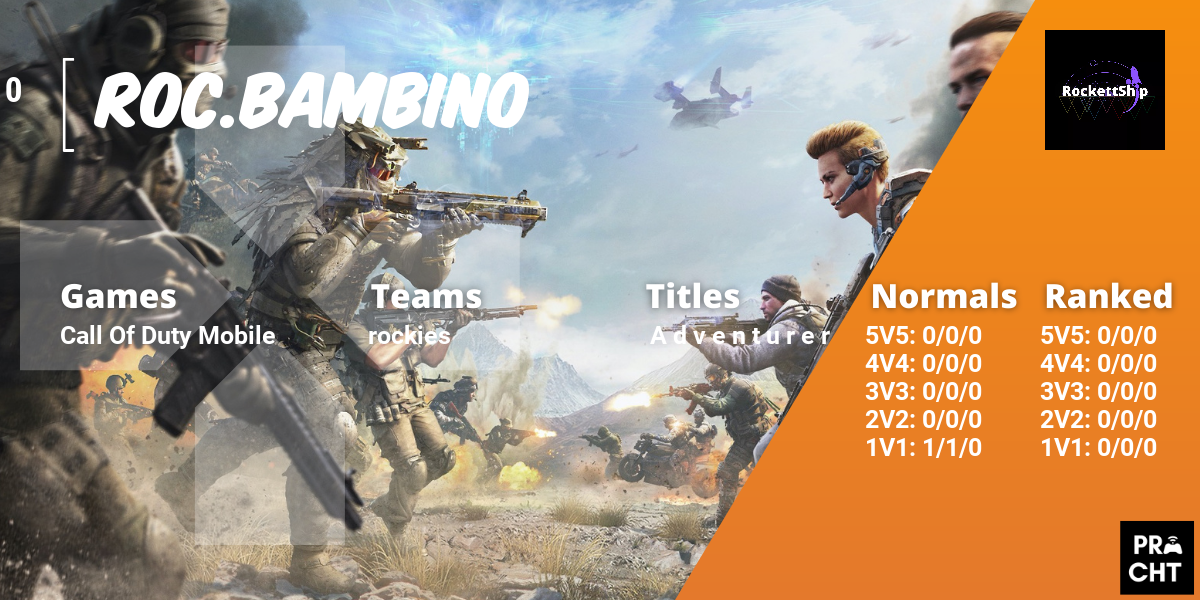 0
ROC.BAMBINO
RockettShip
Games
Call Of Duty Mobile
Teams
rockies
Titles
Adventurer
Normals
5V5: 0/0/0
4V4: 0/0/0
3V3: 0/0/0
2V2: 0/0/0
1V1: 1/1/0
Ranked
5V5: 0/0/0
4V4: 0/0/0
3V3: 0/0/0
2V2: 0/0/0
1V1: 0/0/0
PRACHT